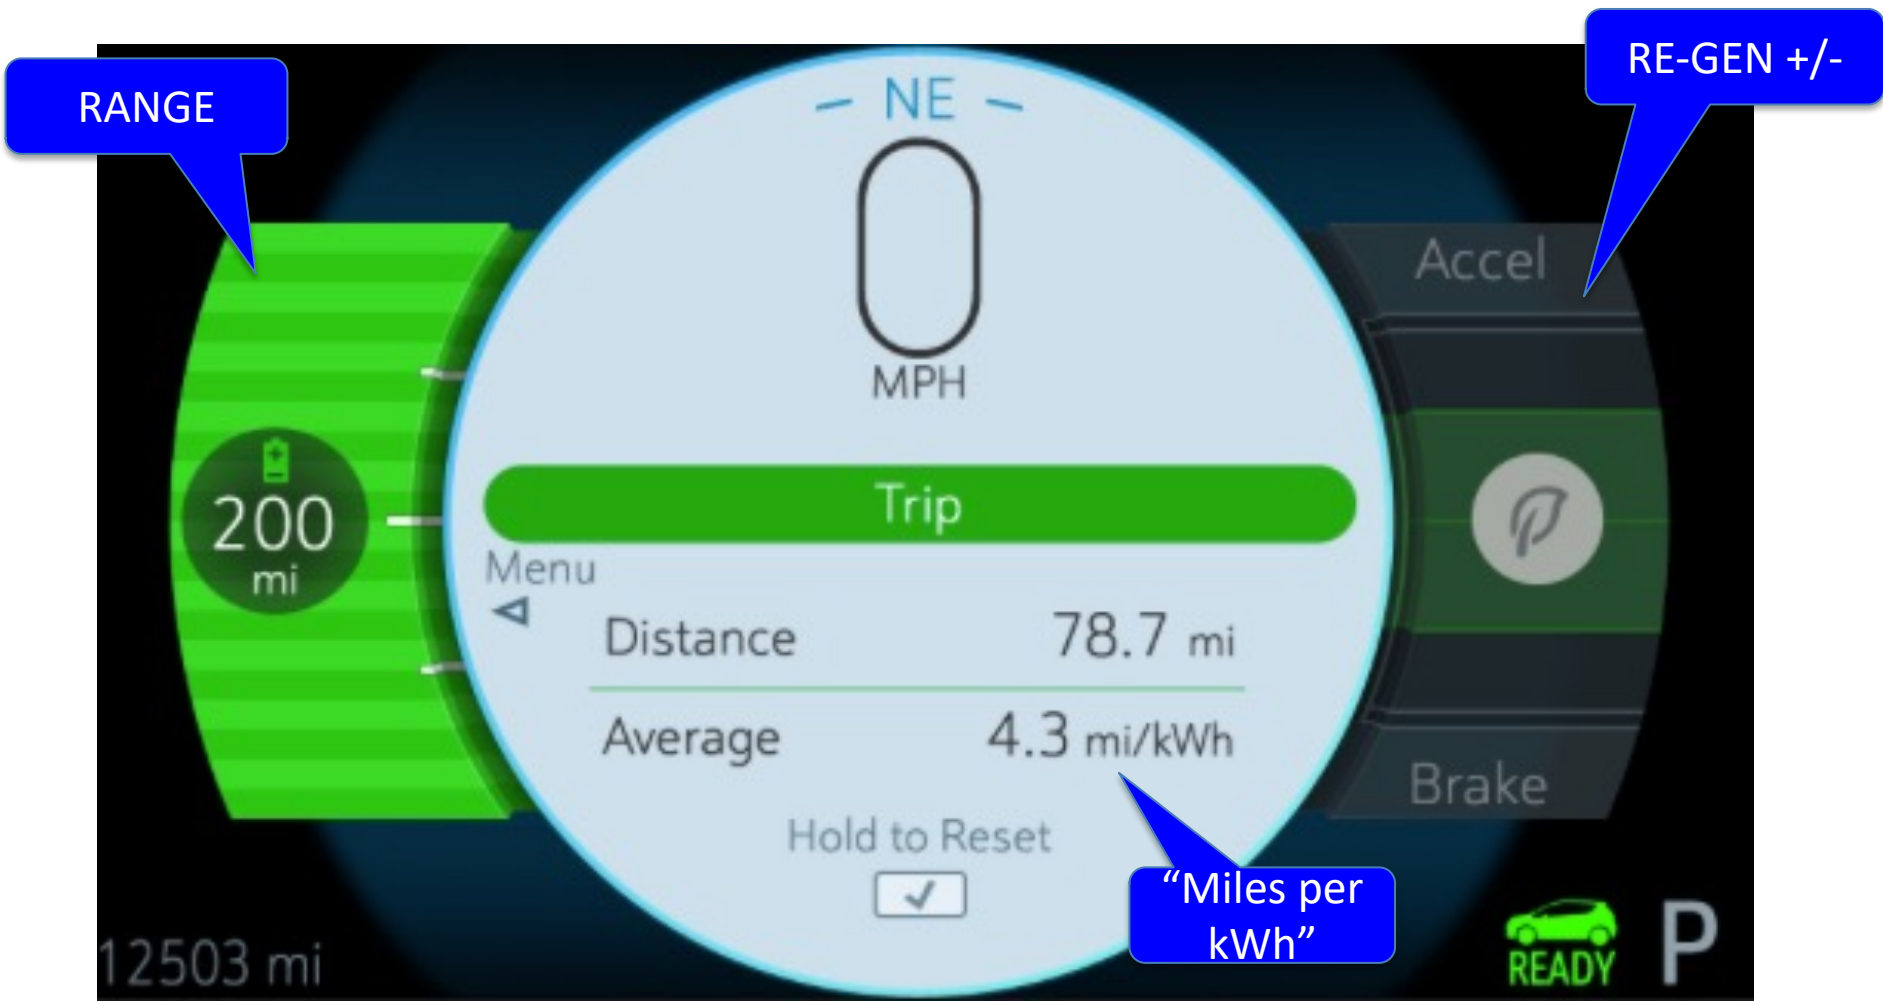 RANGE
RE-GEN +/-
NE
0
MPH
Accel
200
mi
Trip
Menu
Distance 78.7 mi
Average 4.3 mi/kWh
Brake
Hold to Reset
“Miles per
kWh”
12503 mi
READY
P